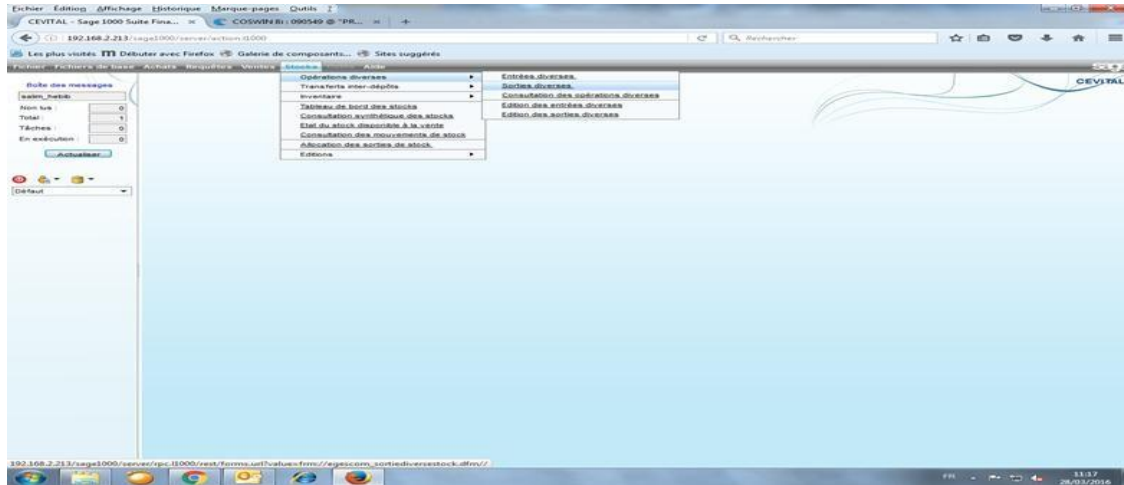 Fichier Édition Affichage Historique Marque-pages Outils ?
CEVITAL - Sage 1000 Suite Fina... × COSWIN 8i : 090549 @ "PR... × +
192.168.2.213/sage1000/server/action.l1000 Rechercher
Les plus visités Débuter avec Firefox Galerie de composants... Sites suggérés
Fichier Fichiers de base Achats Requêtes Ventes Stocks Aide
CEVITAL
Boîte des messages
salim_hebib
Non lus : 0
Total : 1
Tâches : 0
En exécution : 0
Actualiser
Défaut
Opérations diverses
Transferts inter-dépôts
Inventaire
Tableau de bord des stocks
Consultation synthétique des stocks
Etat du stock disponible à la vente
Consultation des mouvements de stock
Allocation des sorties de stock
Editions
Entrées diverses
Sorties diverses
Consultation des opérations diverses
Edition des entrées diverses
Edition des sorties diverses
192.168.2.213/sage1000/server/rpc.l1000/rest/forms.url?value=frms://egescom_sortiediversestock.dfm//
FR 11:17
28/03/2016